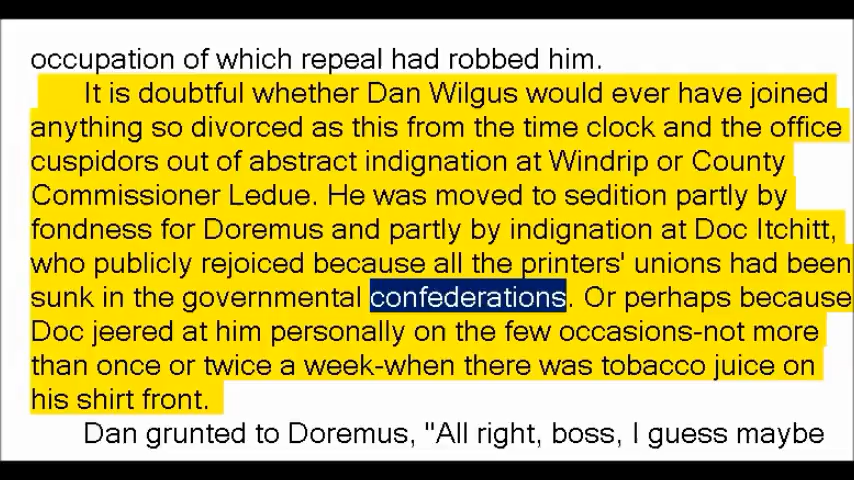 occupation of which repeal had robbed him.
It is doubtful whether Dan Wilgus would ever have joined
anything so divorced as this from the time clock and the office
cuspidors out of abstract indignation at Windrip or County
Commissioner Ledue. He was moved to sedition partly by
fondness for Doremus and partly by indignation at Doc Itchitt,
who publicly rejoiced because all the printers' unions had been
sunk in the governmental confederations. Or perhaps because
Doc jeered at him personally on the few occasions-not more
than once or twice a week-when there was tobacco juice on
his shirt front.
Dan grunted to Doremus, "All right, boss, I guess maybe